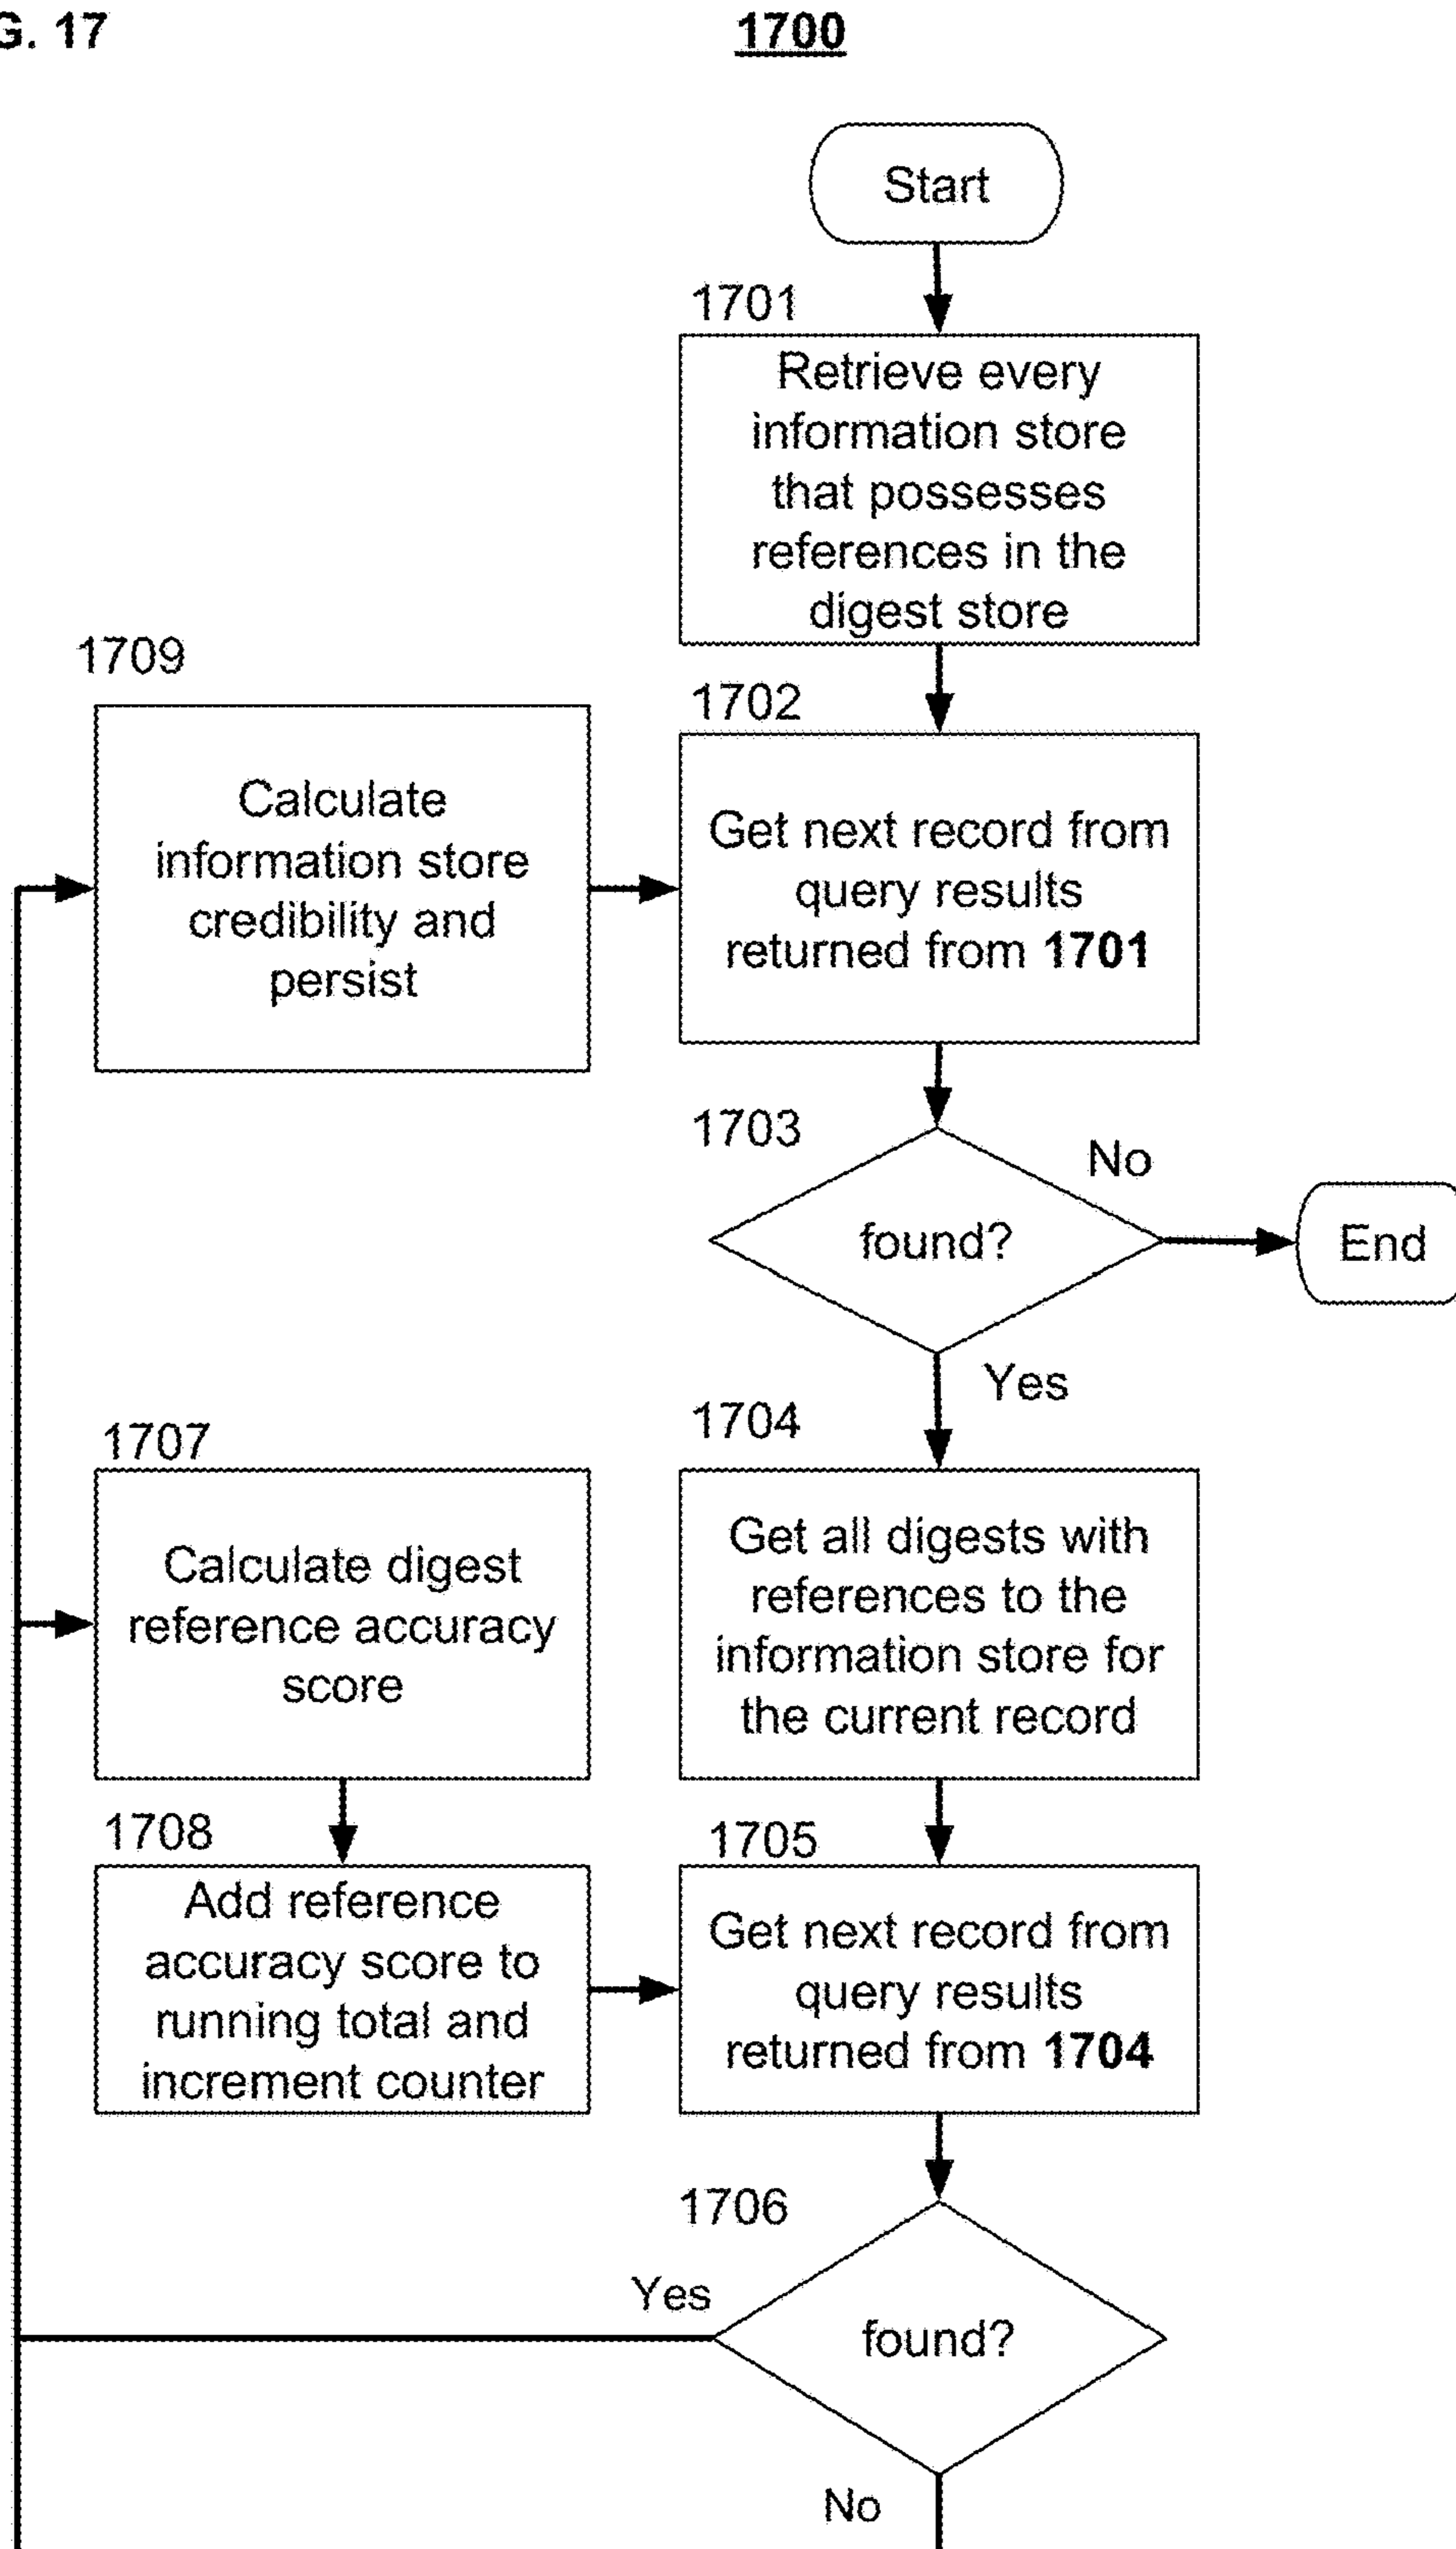 G. 17
1700
Start
1701
Retrieve every
information store
that possesses
references in the
digest store
1709
Calculate
information store
credibility and
persist
1702
Get next record from
query results
returned from 1701
1703
found?
No
End
Yes
1707
Calculate digest
reference accuracy
score
1704
Get all digests with
references to the
information store for
the current record
1708
Add reference
accuracy score to
running total and
increment counter
1705
Get next record from
query results
returned from 1704
1706
Yes
found?
No